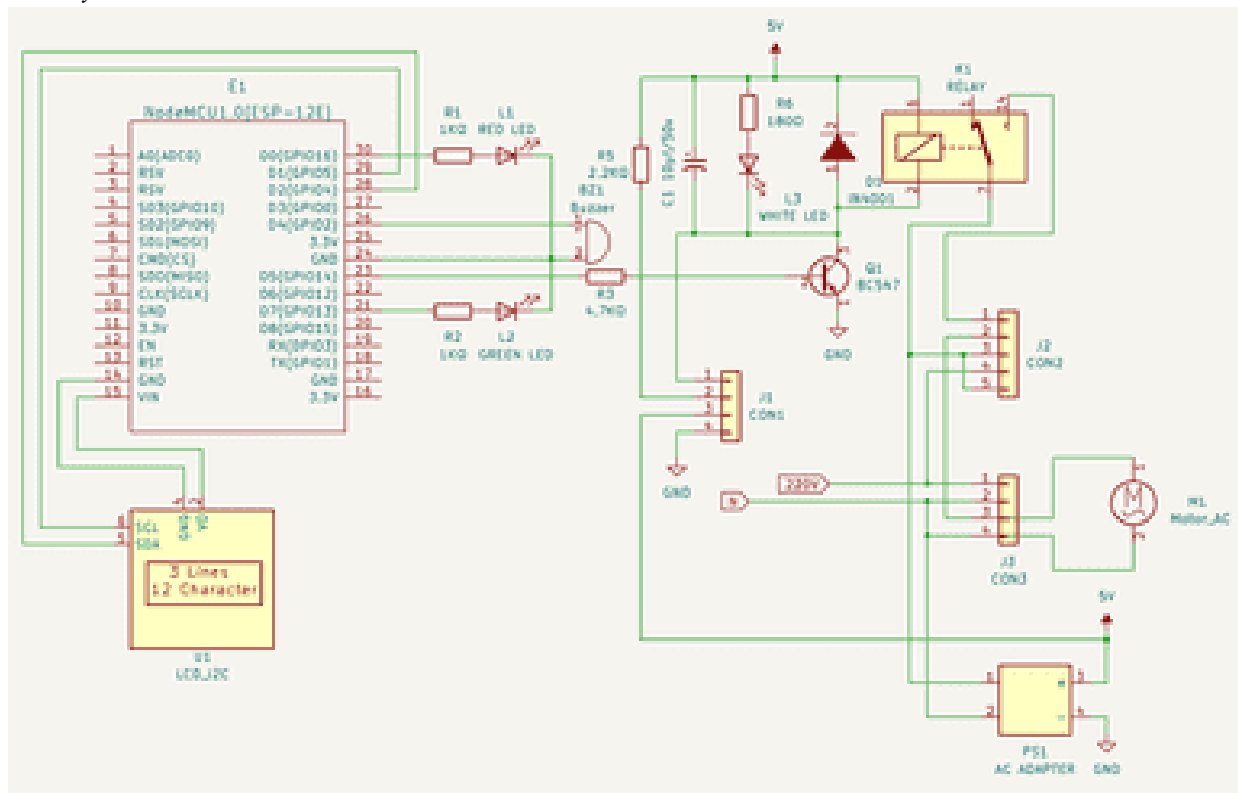 5V
E1
NodeMCU1.0(ESP-12E)
A0(ADC0)
RSV
RSV
SD3(GPIO10)
SD2(GPIO9)
SD1(MOSI)
CMD(CS)
SD0(MISO)
CLK(SCLK)
GND
3.3V
EN
RST
GND
VIN
D0(GPIO16)
D1(GPIO5)
D2(GPIO4)
D3(GPIO0)
D4(GPIO2)
3.3V
GND
D5(GPIO14)
D6(GPIO12)
D7(GPIO13)
D8(GPIO15)
RX(GPIO3)
TX(GPIO1)
GND
3.3V
R1
1KΩ
L1
RED LED
BZ1
Buzzer
R3
4.7KΩ
R2
1KΩ
L2
GREEN LED
R5
2.2KΩ
R6
180Ω
L3
WHITE LED
IN4001
K1
RELAY
Q1
BC547
GND
J1
CON1
GND
J2
CON2
230V
N
J3
CON3
M1
Motor_AC
5V
PS1
AC ADAPTER
GND
SCL
SDA
GND
3 Lines
12 Character
U1
LCD_I2C